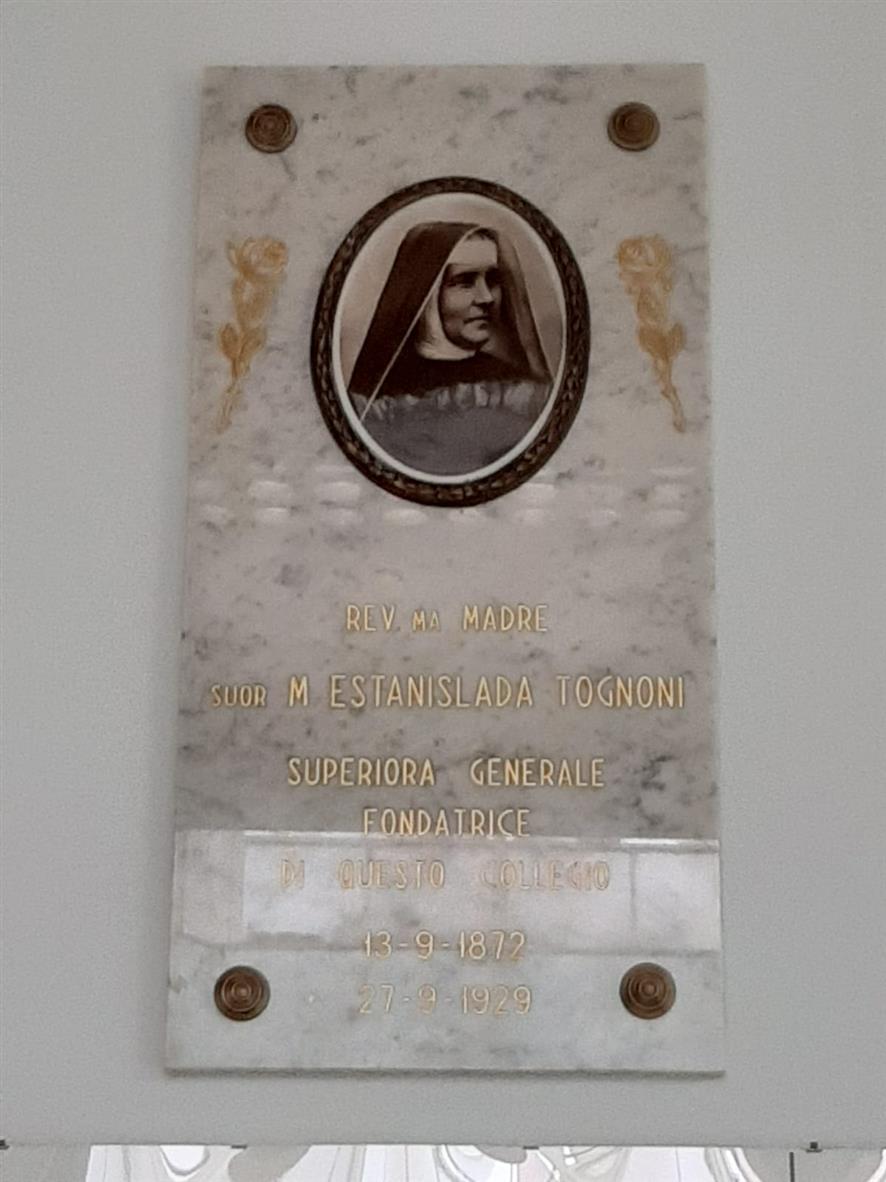 REV. MA MADRE
SUOR M ESTANISLADA TOGNONI
SUPERIORA GENERALE
FONDATRICE
DI QUESTO COLLEGIO
13-9-1872
27-9-1929